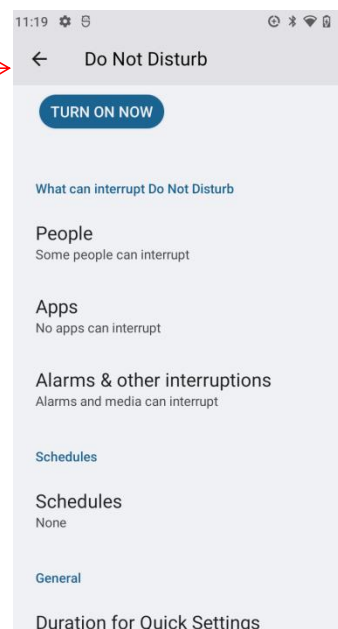 11:19
Do Not Disturb
TURN ON NOW
What can interrupt Do Not Disturb
People
Some people can interrupt
Apps
No apps can interrupt
Alarms & other interruptions
Alarms and media can interrupt
Schedules
Schedules
None
General
Duration for Quick Settings